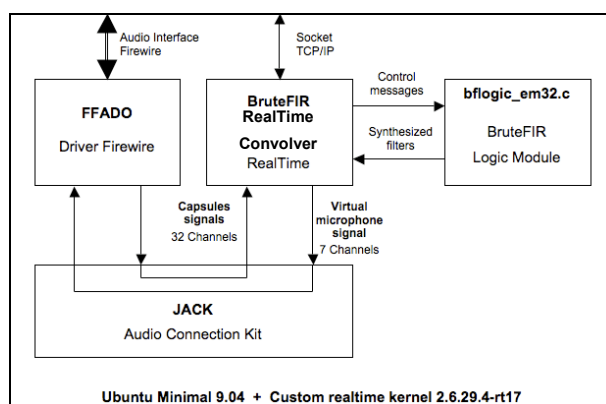 Audio Interface
Firewire
Socket
TCP/IP
FFADO
Driver Firewire
BruteFIR
RealTime
Convolver
RealTime
Control
messages
Synthesized
filters
bflogic_em32.c
BruteFIR
Logic Module
Capsules
signals
32 Channels
Virtual
microphone
signal
7 Channels
JACK
Audio Connection Kit
Ubuntu Minimal 9.04 + Custom realtime kernel 2.6.29.4-rt17